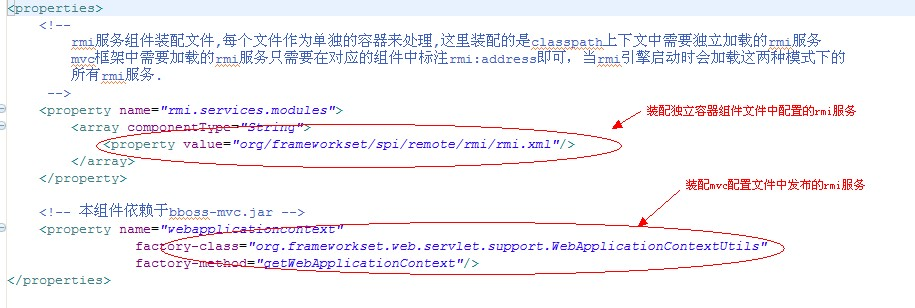 <properties>
<!--
rmi服务组件装配文件,每个文件作为单独的容器来处理,这里装配的是classpath上下文中需要独立加载的rmi服务
mvc框架中需要加载的rmi服务只需要在对应的组件中标注rmi:address即可，当rmi引擎启动时会加载这两种模式下的
所有rmi服务.
-->
<property name="rmi.services.modules">
装配独立容器组件文件中配置的rmi服务
<array componentType="String">
<property value="org/frameworkset/spi/remote/rmi/rmi.xml"/>
</array>
</property>
装配mvc配置文件中发布的rmi服务
<!-- 本组件依赖于bboss-mvc.jar -->
<property name="webapplicationcontext"
factory-class="org.frameworkset.web.servlet.support.WebApplicationContextUtils"
factory-method="getWebApplicationContext"/>
</properties>